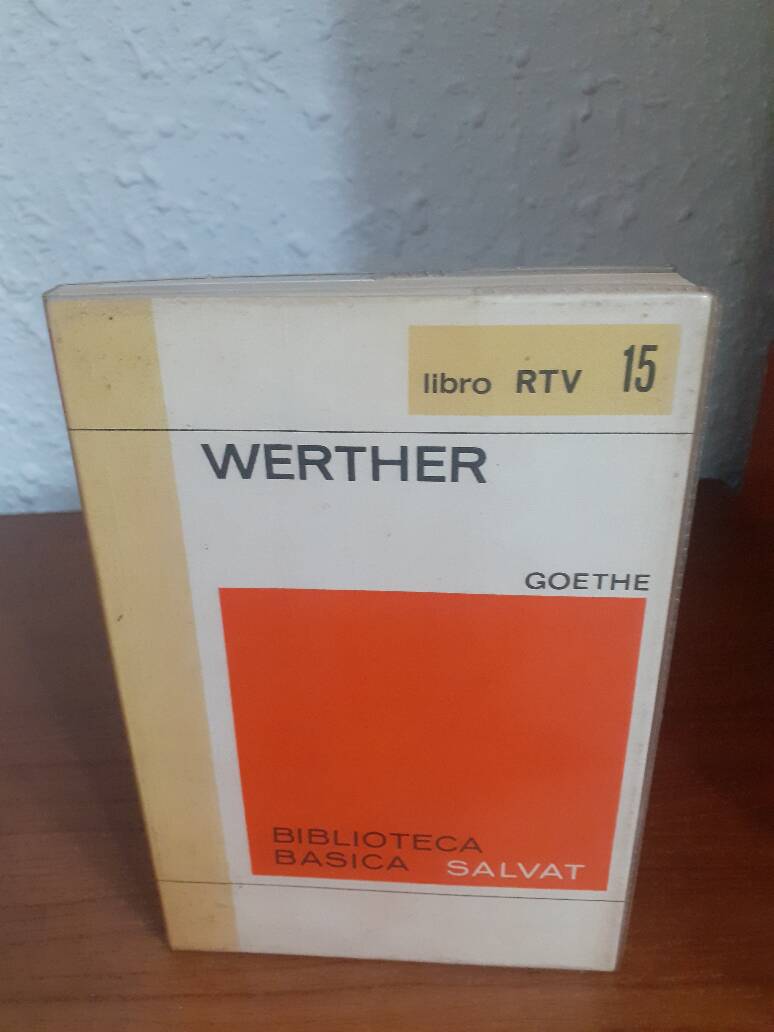 libro RTV 15
WERTHER
GOETHE
BIBLIOTECA
BASICA SALVAT